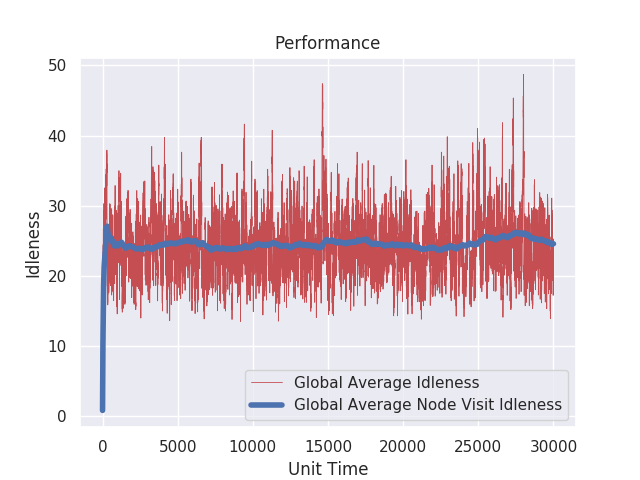 Performance
50
40
30
20
10
0
Idleness
Global Average Idleness
Global Average Node Visit Idleness
0 5000 10000 15000 20000 25000 30000
Unit Time